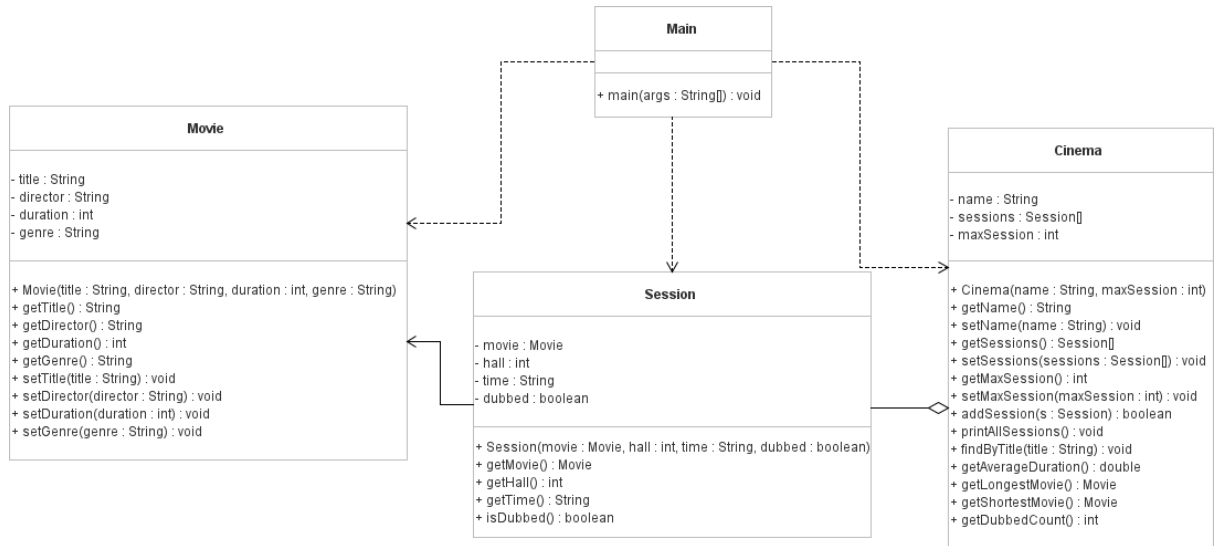 Main
+ main(args : String[]) : void
Movie
- title : String
- director : String
- duration : int
- genre : String
+ Movie(title : String, director : String, duration : int, genre : String)
+ getTitle() : String
+ getDirector() : String
+ getDuration() : int
+ getGenre() : String
+ setTitle(title : String) : void
+ setDirector(director : String) : void
+ setDuration(duration : int) : void
+ setGenre(genre : String) : void
Session
- movie : Movie
- hall : int
- time : String
- dubbed : boolean
+ Session(movie : Movie, hall : int, time : String, dubbed : boolean)
+ getMovie() : Movie
+ getHall() : int
+ getTime() : String
+ isDubbed() : boolean
Cinema
- name : String
- sessions : Session[]
- maxSession : int
+ Cinema(name : String, maxSession : int)
+ getName() : String
+ setName(name : String) : void
+ getSessions() : Session[]
+ setSessions(sessions : Session[]) : void
+ getMaxSession() : int
+ setMaxSession(maxSession : int) : void
+ addSession(s : Session) : boolean
+ printAllSessions() : void
+ findByTitle(title : String) : void
+ getAverageDuration() : double
+ getLongestMovie() : Movie
+ getShortestMovie() : Movie
+ getDubbedCount() : int